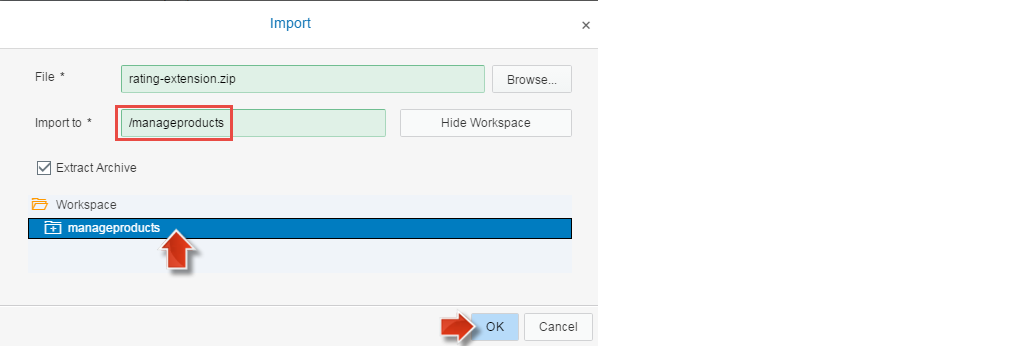 Import
×
File *
rating-extension.zip
Browse...
Import to *
/manageproducts
Hide Workspace
Extract Archive
Workspace
manageproducts
OK
Cancel